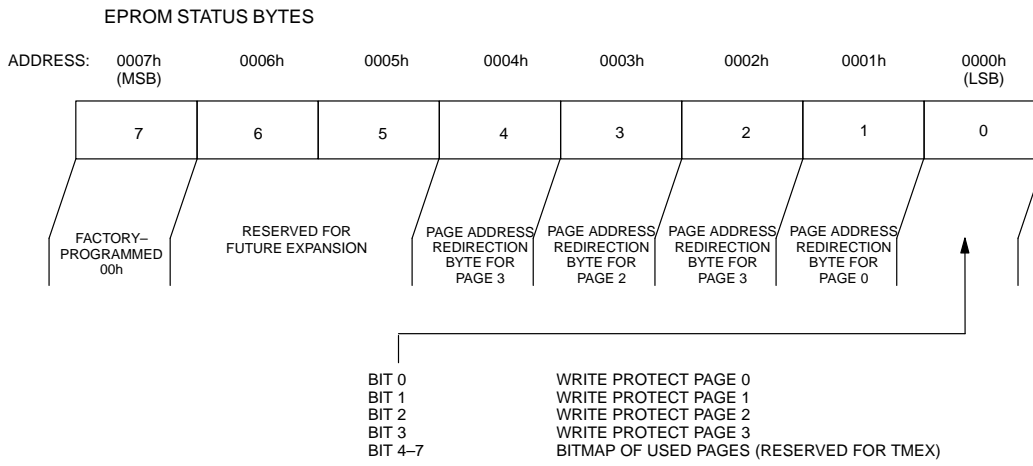 EPROM STATUS BYTES
ADDRESS: 0007h 0006h 0005h 0004h 0003h 0002h 0001h 0000h
(MSB) (LSB)
7 6 5 4 3 2 1 0
FACTORY–
PROGRAMMED
00h
RESERVED FOR
FUTURE EXPANSION
PAGE ADDRESS
REDIRECTION
BYTE FOR
PAGE 3
PAGE ADDRESS
REDIRECTION
BYTE FOR
PAGE 2
PAGE ADDRESS
REDIRECTION
BYTE FOR
PAGE 3
PAGE ADDRESS
REDIRECTION
BYTE FOR
PAGE 0
BIT 0 WRITE PROTECT PAGE 0
BIT 1 WRITE PROTECT PAGE 1
BIT 2 WRITE PROTECT PAGE 2
BIT 3 WRITE PROTECT PAGE 3
BIT 4–7 BITMAP OF USED PAGES (RESERVED FOR TMEX)